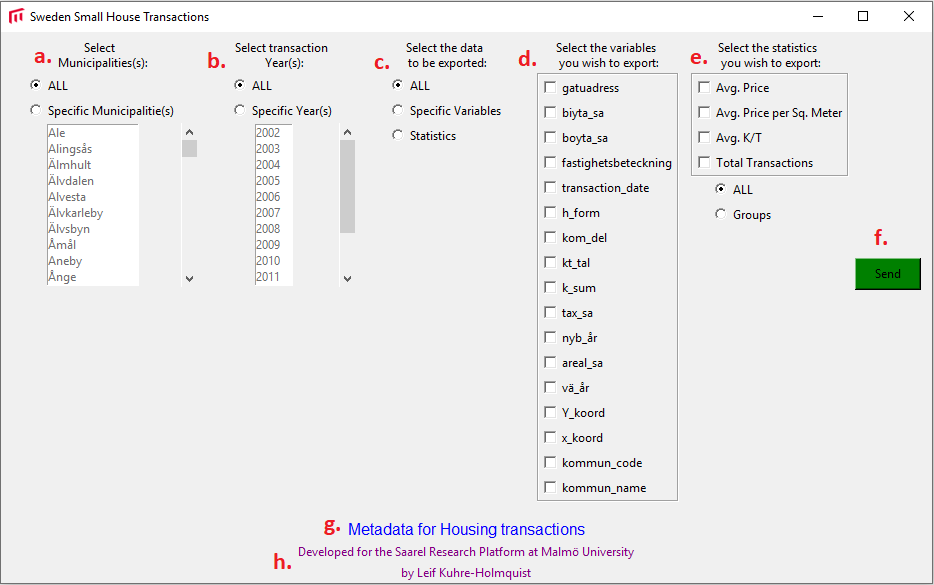 Sweden Small House Transactions
a. Select
Municipalities(s):
ALL
Specific Municipalitie(s)
Ale
Alingsås
Älmhult
Älvdalen
Alvesta
Älvkarleby
Älvsbyn
Åmål
Aneby
Ånge
b. Select transaction
Year(s):
ALL
Specific Year(s)
2002
2003
2004
2005
2006
2007
2008
2009
2010
2011
c. Select the data
to be exported:
ALL
Specific Variables
Statistics
d. Select the variables
you wish to export:
gatuadress
biyta_sa
boyta_sa
fastighetsbeteckning
transaction_date
h_form
kom_del
kt_tal
k_sum
tax_sa
nyb_år
areal_sa
vä_år
Y_koord
x_koord
kommun_code
kommun_name
e. Select the statistics
you wish to export:
Avg. Price
Avg. Price per Sq. Meter
Avg. K/T
Total Transactions
ALL
Groups
f.
Send
g. Metadata for Housing transactions
h. Developed for the Saarel Research Platform at Malmö University
by Leif Kuhre-Holmquist